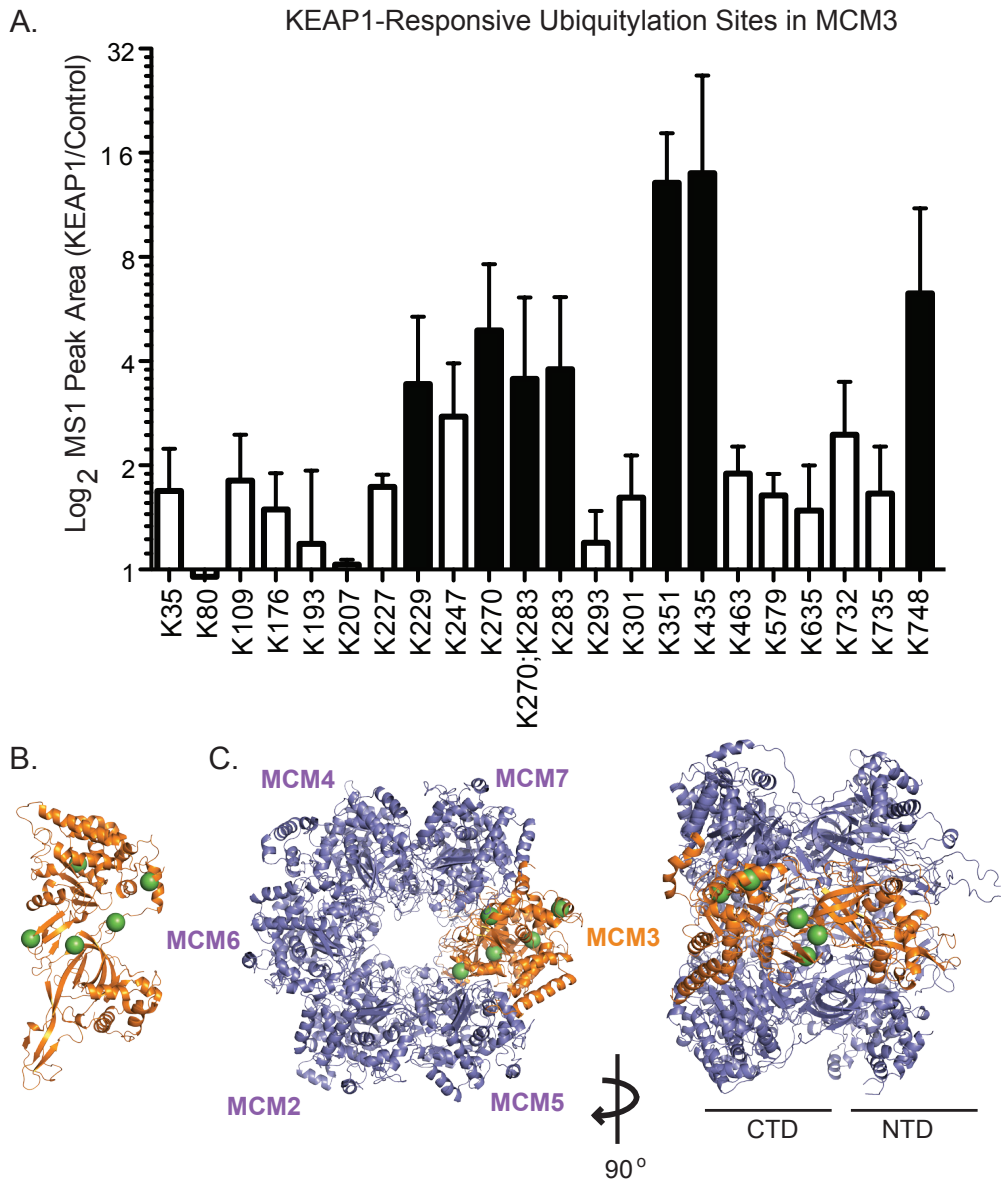 A.
KEAP1-Responsive Ubiquitylation Sites in MCM3
Log2 MS1 Peak Area (KEAP1/Control)
32
16
8
4
2
1
K35
K80
K109
K176
K193
K207
K227
K229
K247
K270
K270;K283
K283
K293
K301
K351
K435
K463
K579
K635
K732
K735
K748
B.
C.
MCM4
MCM7
MCM6
MCM3
MCM2
MCM5
CTD
NTD
90o